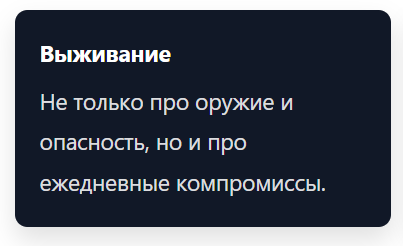 Выживание
Не только про оружие и
опасность, но и про
ежедневные компромиссы.